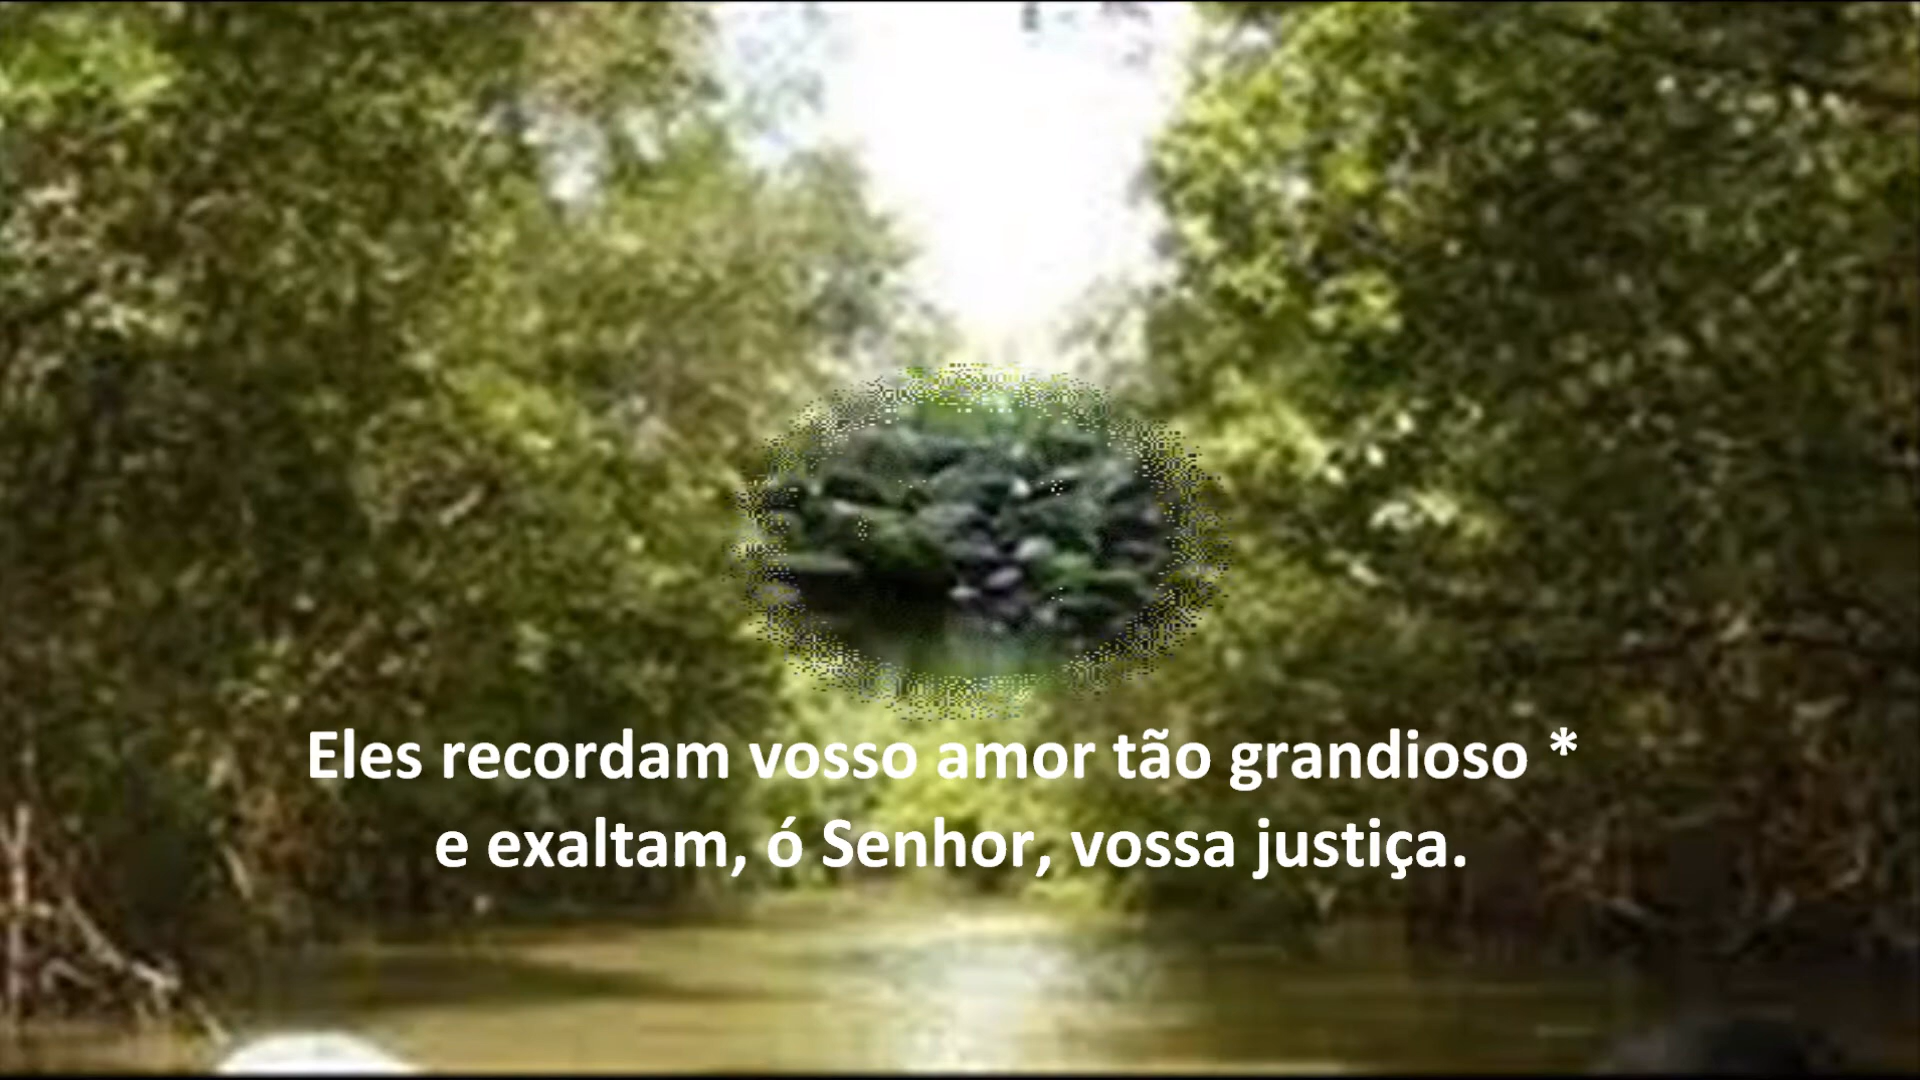 Eles recordam vosso amor tão grandioso *
e exaltam, ó Senhor, vossa justiça.